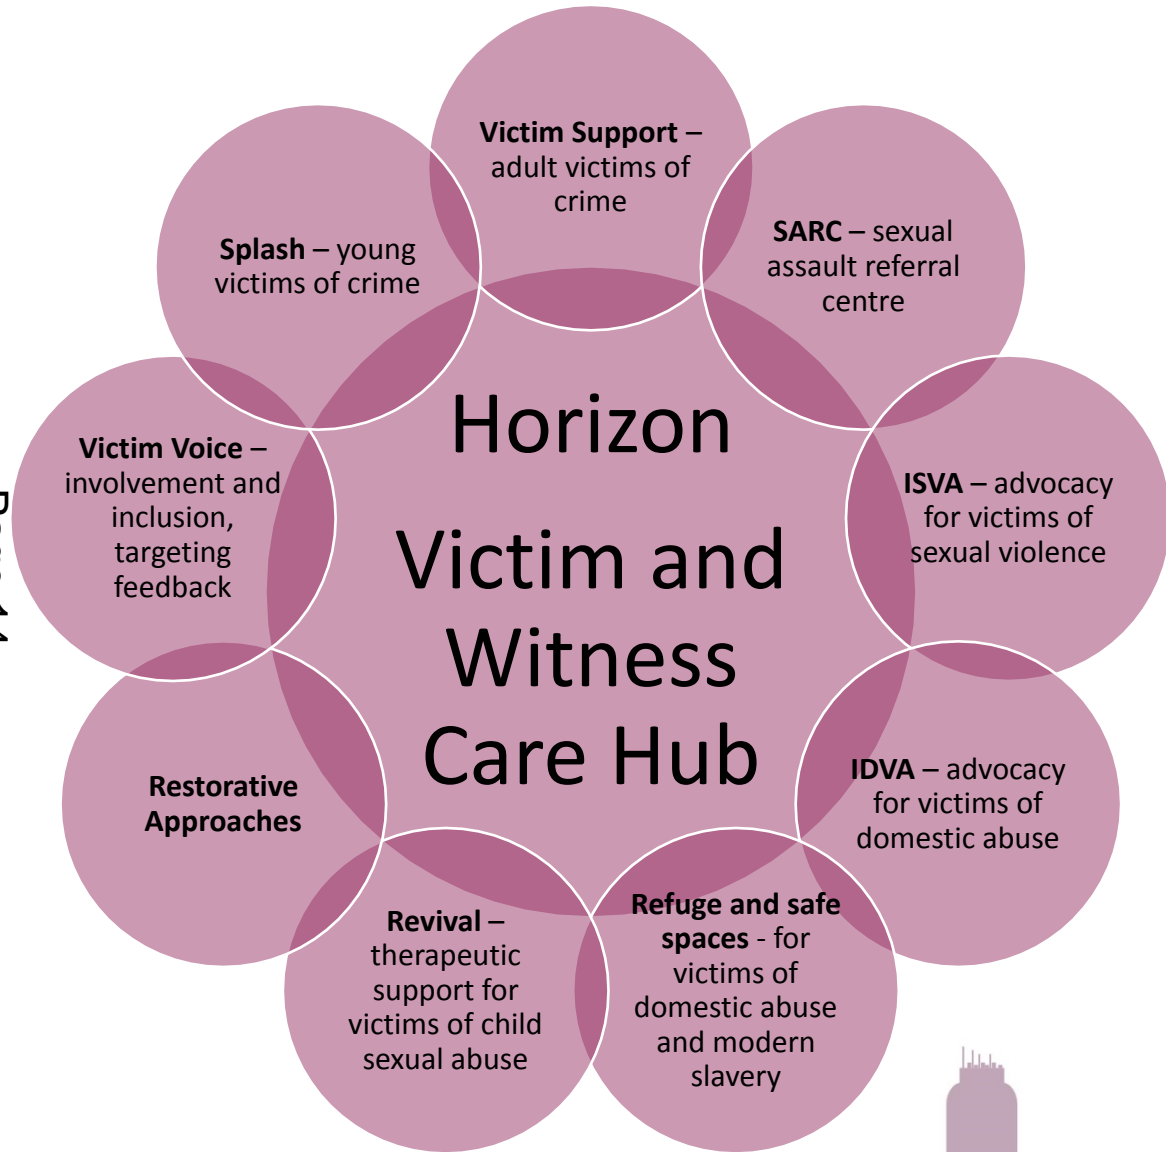 Victim Support –
adult victims of
crime
SARC – sexual
assault referral
centre
Splash – young
victims of crime
Horizon
Victim and
Witness
Care Hub
Victim Voice –
involvement and
inclusion,
targeting
feedback
ISVA – advocacy
for victims of
sexual violence
IDVA – advocacy
for victims of
domestic abuse
Restorative
Approaches
Revival –
therapeutic
support for
victims of child
sexual abuse
Refuge and safe
spaces - for
victims of
domestic abuse
and modern
slavery